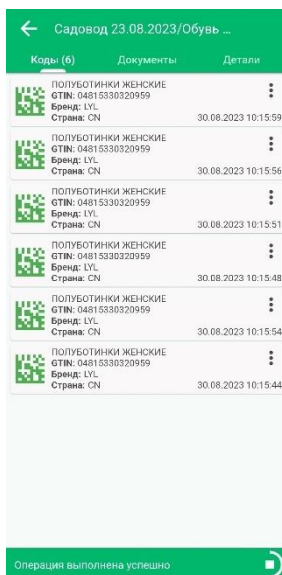 Садовод 23.08.2023/Обувь ...
Коды (6) Документы Детали
ПОЛУБОТИНКИ ЖЕНСКИЕ
GTIN: 04815330320959
Бренд: LYL
Страна: CN 30.08.2023 10:15:59
ПОЛУБОТИНКИ ЖЕНСКИЕ
GTIN: 04815330320959
Бренд: LYL
Страна: CN 30.08.2023 10:15:56
ПОЛУБОТИНКИ ЖЕНСКИЕ
GTIN: 04815330320959
Бренд: LYL
Страна: CN 30.08.2023 10:15:51
ПОЛУБОТИНКИ ЖЕНСКИЕ
GTIN: 04815330320959
Бренд: LYL
Страна: CN 30.08.2023 10:15:48
ПОЛУБОТИНКИ ЖЕНСКИЕ
GTIN: 04815330320959
Бренд: LYL
Страна: CN 30.08.2023 10:15:54
ПОЛУБОТИНКИ ЖЕНСКИЕ
GTIN: 04815330320959
Бренд: LYL
Страна: CN 30.08.2023 10:15:44
Операция выполнена успешно